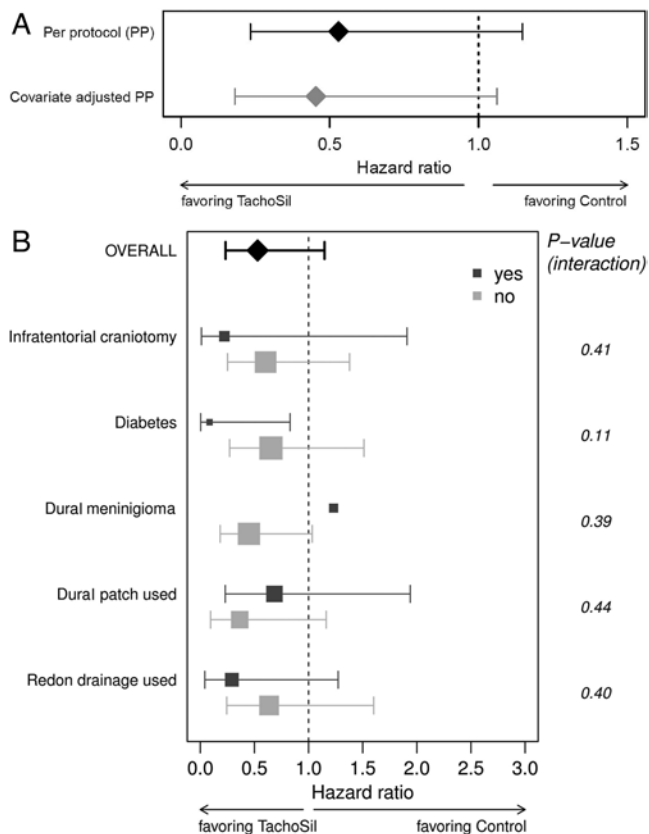 A
Per protocol (PP)
Covariate adjusted PP
0.0 0.5 1.0 1.5
Hazard ratio
favoring TachoSil favoring Control
B
P−value
(interaction)
OVERALL
yes
no
Infratentorial craniotomy
0.41
Diabetes
0.11
Dural meninigioma
0.39
Dural patch used
0.44
Redon drainage used
0.40
0.0 0.5 1.0 1.5 2.0 2.5 3.0
Hazard ratio
favoring TachoSil favoring Control